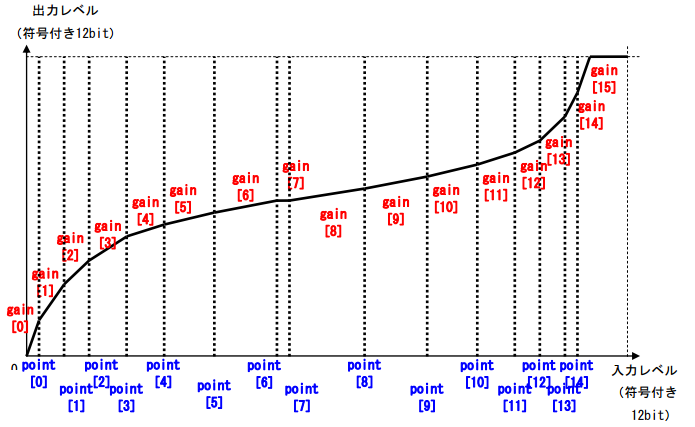 出力レベル
(符号付き12bit)
gain
[0]
gain
[1]
gain
[2]
gain
[3]
gain
[4]
gain
[5]
gain
[6]
gain
[7]
gain
[8]
gain
[9]
gain
[10]
gain
[11]
gain
[12]
gain
[13]
gain
[14]
gain
[15]
0
point
[0]
point
[1]
point
[2]
point
[3]
point
[4]
point
[5]
point
[6]
point
[7]
point
[8]
point
[9]
point
[10]
point
[11]
point
[12]
point
[13]
point
[14]
入力レベル
(符号付き
12bit)